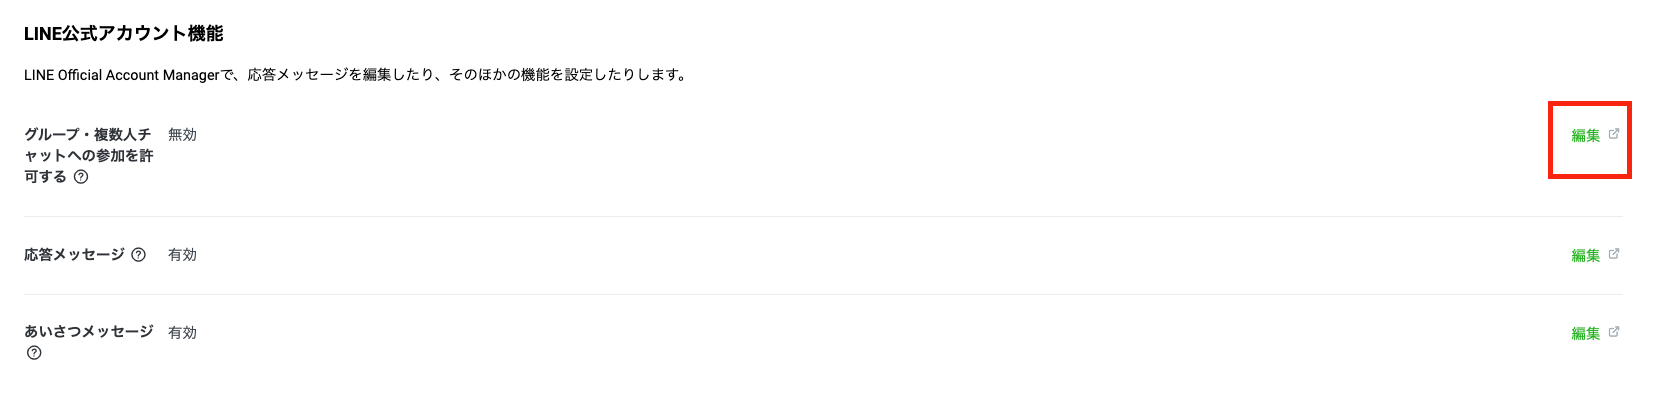 LINE公式アカウント機能
LINE Official Account Managerで、応答メッセージを編集したり、そのほかの機能を設定したりします。
グループ・複数人チ 無効 編集
ャットへの参加を許
可する ?
応答メッセージ ? 有効 編集
あいさつメッセージ 有効 編集
?